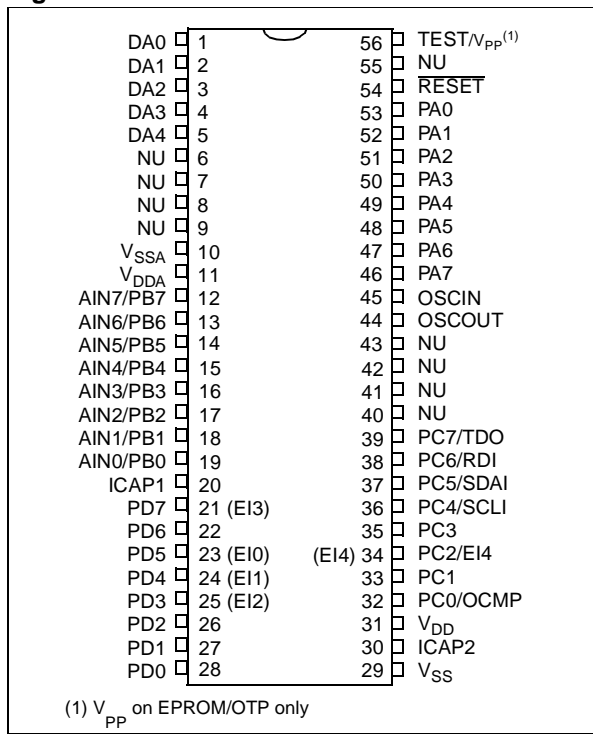 DA0 1 56 TEST/VPP(1)
DA1 2 55 NU
DA2 3 54 RESET
DA3 4 53 PA0
DA4 5 52 PA1
NU 6 51 PA2
NU 7 50 PA3
NU 8 49 PA4
NU 9 48 PA5
VSSA 10 47 PA6
VDDA 11 46 PA7
AIN7/PB7 12 45 OSCIN
AIN6/PB6 13 44 OSCOUT
AIN5/PB5 14 43 NU
AIN4/PB4 15 42 NU
AIN3/PB3 16 41 NU
AIN2/PB2 17 40 NU
AIN1/PB1 18 39 PC7/TDO
AIN0/PB0 19 38 PC6/RDI
ICAP1 20 37 PC5/SDAI
PD7 21 (EI3) 36 PC4/SCLI
PD6 22 35 PC3
PD5 23 (EI0) (EI4) 34 PC2/EI4
PD4 24 (EI1) 33 PC1
PD3 25 (EI2) 32 PC0/OCMP
PD2 26 31 VDD
PD1 27 30 ICAP2
PD0 28 29 VSS
(1) VPP on EPROM/OTP only